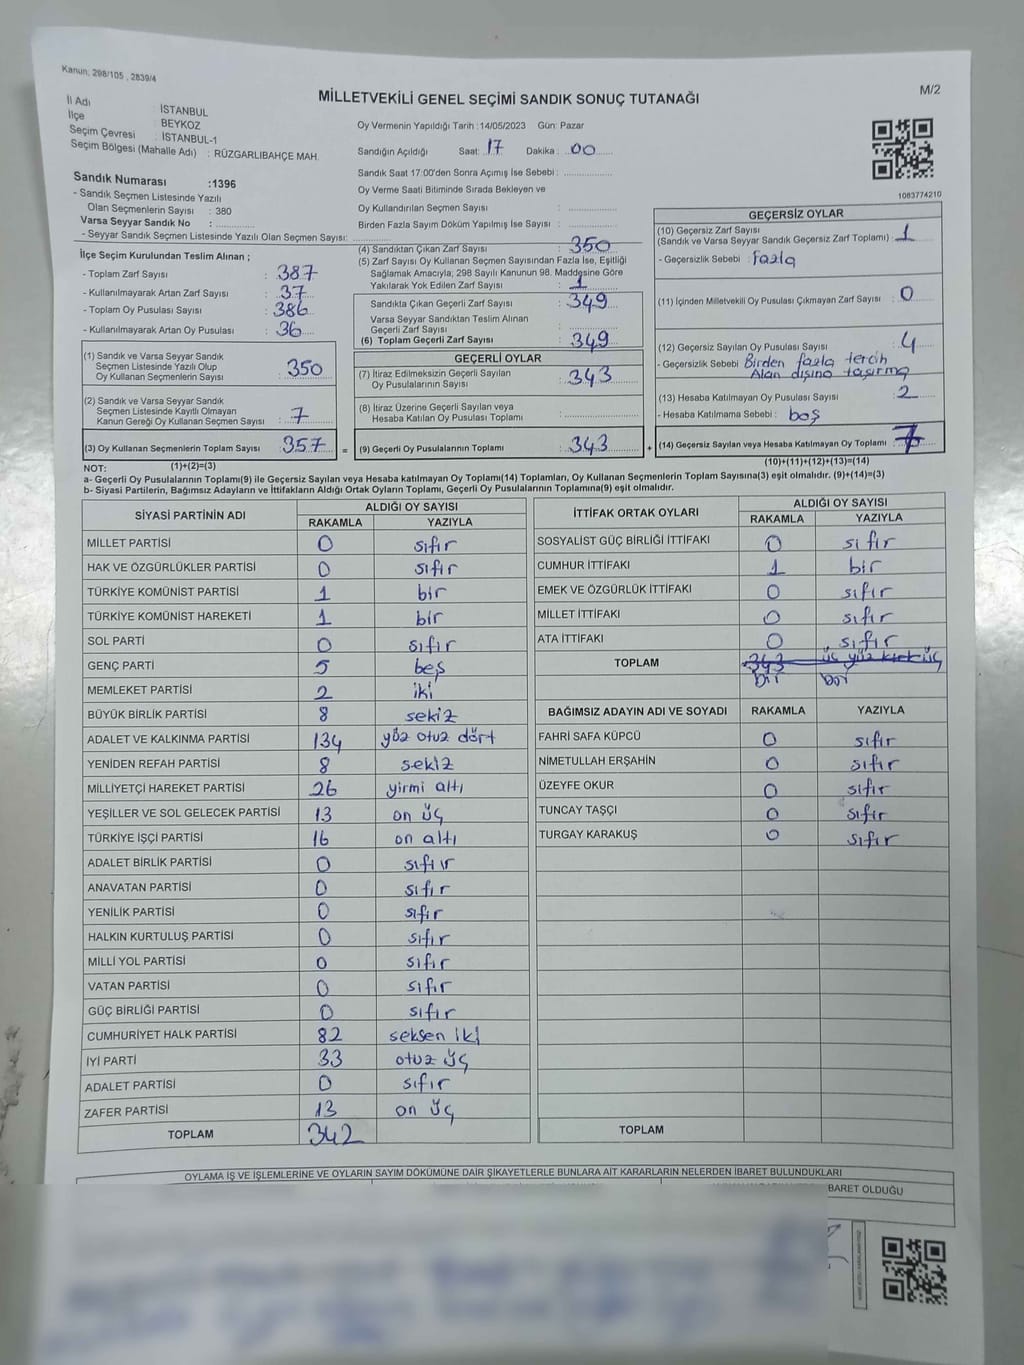 Kanun, 298/105 , 2839/4
MİLLETVEKİLİ GENEL SEÇİMİ SANDIK SONUÇ TUTANAĞI
M/2
İl Adı : İSTANBUL
İlçe : BEYKOZ
Seçim Çevresi : İSTANBUL-1
Seçim Bölgesi (Mahalle Adı) : RÜZGARLIBAHÇE MAH.
Sandık Numarası :1396
- Sandık Seçmen Listesinde Yazılı
Olan Seçmenlerin Sayısı : 380
Varsa Seyyar Sandık No :
- Seyyar Sandık Seçmen Listesinde Yazılı Olan Seçmen Sayısı:
Oy Vermenin Yapıldığı Tarih :14/05/2023 Gün: Pazar
Sandığın Açıldığı Saat: 17 Dakika : 00
Sandık Saat 17:00'den Sonra Açımış İse Sebebi :
Oy Verme Saati Bitiminde Sırada Bekleyen ve
Oy Kullandırılan Seçmen Sayısı :
Birden Fazla Sayım Döküm Yapılmış İse Sayısı :
1083774210
İlçe Seçim Kurulundan Teslim Alınan ;
- Toplam Zarf Sayısı : 387
- Kullanılmayarak Artan Zarf Sayısı : 37
- Toplam Oy Pusulası Sayısı : 386
- Kullanılmayarak Artan Oy Pusulası : 36
(1) Sandık ve Varsa Seyyar Sandık
Seçmen Listesinde Yazılı Olup
Oy Kullanan Seçmenlerin Sayısı : 350
(2) Sandık ve Varsa Seyyar Sandık
Seçmen Listesinde Kayıtlı Olmayan
Kanun Gereği Oy Kullanan Seçmen Sayısı : 7
(3) Oy Kullanan Seçmenlerin Toplam Sayısı : 357 =
(1)+(2)=(3)
(4) Sandıktan Çıkan Zarf Sayısı : 350
(5) Zarf Sayısı Oy Kullanan Seçmen Sayısından Fazla İse, Eşitliği
Sağlamak Amacıyla; 298 Sayılı Kanunun 98. Maddesine Göre
Yakılarak Yok Edilen Zarf Sayısı : 1
Sandıkta Çıkan Geçerli Zarf Sayısı : 349
Varsa Seyyar Sandıktan Teslim Alınan
Geçerli Zarf Sayısı :
(6) Toplam Geçerli Zarf Sayısı : 349
GEÇERLİ OYLAR
(7) İtiraz Edilmeksizin Geçerli Sayılan
Oy Pusulalarının Sayısı : 343
(8) İtiraz Üzerine Geçerli Sayılan veya
Hesaba Katılan Oy Pusulası Toplamı :
(9) Geçerli Oy Pusulalarının Toplamı : 343 +
GEÇERSİZ OYLAR
(10) Geçersiz Zarf Sayısı
(Sandık ve Varsa Seyyar Sandık Geçersiz Zarf Toplamı) : 1
- Geçersizlik Sebebi : fazla
(11) İçinden Milletvekili Oy Pusulası Çıkmayan Zarf Sayısı : 0
(12) Geçersiz Sayılan Oy Pusulası Sayısı : 4
- Geçersizlik Sebebi : Birden fazla tercih
Alan dışına taşırma
(13) Hesaba Katılmayan Oy Pusulası Sayısı : 2
- Hesaba Katılmama Sebebi : boş
(14) Geçersiz Sayılan veya Hesaba Katılmayan Oy Toplamı : 7
(10)+(11)+(12)+(13)=(14)
NOT:
a- Geçerli Oy Pusulalarının Toplamı(9) ile Geçersiz Sayılan veya Hesaba katılmayan Oy Toplamı(14) Toplamları, Oy Kullanan Seçmenlerin Toplam Sayısına(3) eşit olmalıdır. (9)+(14)=(3)
b- Siyasi Partilerin, Bağımsız Adayların ve İttifakların Aldığı Ortak Oyların Toplamı, Geçerli Oy Pusulalarının Toplamına(9) eşit olmalıdır.
SİYASİ PARTİNİN ADI ALDIĞI OY SAYISI
RAKAMLA YAZIYLA
MİLLET PARTİSİ 0 sıfır
HAK VE ÖZGÜRLÜKLER PARTİSİ 0 sıfır
TÜRKİYE KOMÜNİST PARTİSİ 1 bir
TÜRKİYE KOMÜNİST HAREKETİ 1 bir
SOL PARTİ 0 sıfır
GENÇ PARTİ 5 beş
MEMLEKET PARTİSİ 2 iki
BÜYÜK BİRLİK PARTİSİ 8 sekiz
ADALET VE KALKINMA PARTİSİ 134 yüz otuz dört
YENİDEN REFAH PARTİSİ 8 sekiz
MİLLİYETÇİ HAREKET PARTİSİ 26 yirmi altı
YEŞİLLER VE SOL GELECEK PARTİSİ 13 on üç
TÜRKİYE İŞÇİ PARTİSİ 16 on altı
ADALET BİRLİK PARTİSİ 0 sıfır
ANAVATAN PARTİSİ 0 sıfır
YENİLİK PARTİSİ 0 sıfır
HALKIN KURTULUŞ PARTİSİ 0 sıfır
MİLLİ YOL PARTİSİ 0 sıfır
VATAN PARTİSİ 0 sıfır
GÜÇ BİRLİĞİ PARTİSİ 0 sıfır
CUMHURİYET HALK PARTİSİ 82 seksen iki
İYİ PARTİ 33 otuz üç
ADALET PARTİSİ 0 sıfır
ZAFER PARTİSİ 13 on üç
TOPLAM 342
İTTİFAK ORTAK OYLARI ALDIĞI OY SAYISI
RAKAMLA YAZIYLA
SOSYALİST GÜÇ BİRLİĞİ İTTİFAKI 0 sıfır
CUMHUR İTTİFAKI 1 bir
EMEK VE ÖZGÜRLÜK İTTİFAKI 0 sıfır
MİLLET İTTİFAKI 0 sıfır
ATA İTTİFAKI 0 sıfır
TOPLAM 343 üç yüz kırk üç
bir
BAĞIMSIZ ADAYIN ADI VE SOYADI RAKAMLA YAZIYLA
FAHRİ SAFA KÜPCÜ 0 sıfır
NİMETULLAH ERŞAHİN 0 sıfır
ÜZEYFE OKUR 0 sıfır
TUNCAY TAŞÇI 0 sıfır
TURGAY KARAKUŞ 0 sıfır
TOPLAM
OYLAMA İŞ VE İŞLEMLERİNE VE OYLARIN SAYIM DÖKÜMÜNE DAİR ŞİKAYETLERLE BUNLARA AİT KARARLARIN NELERDEN İBARET BULUNDUKLARI
BARET OLDUĞU